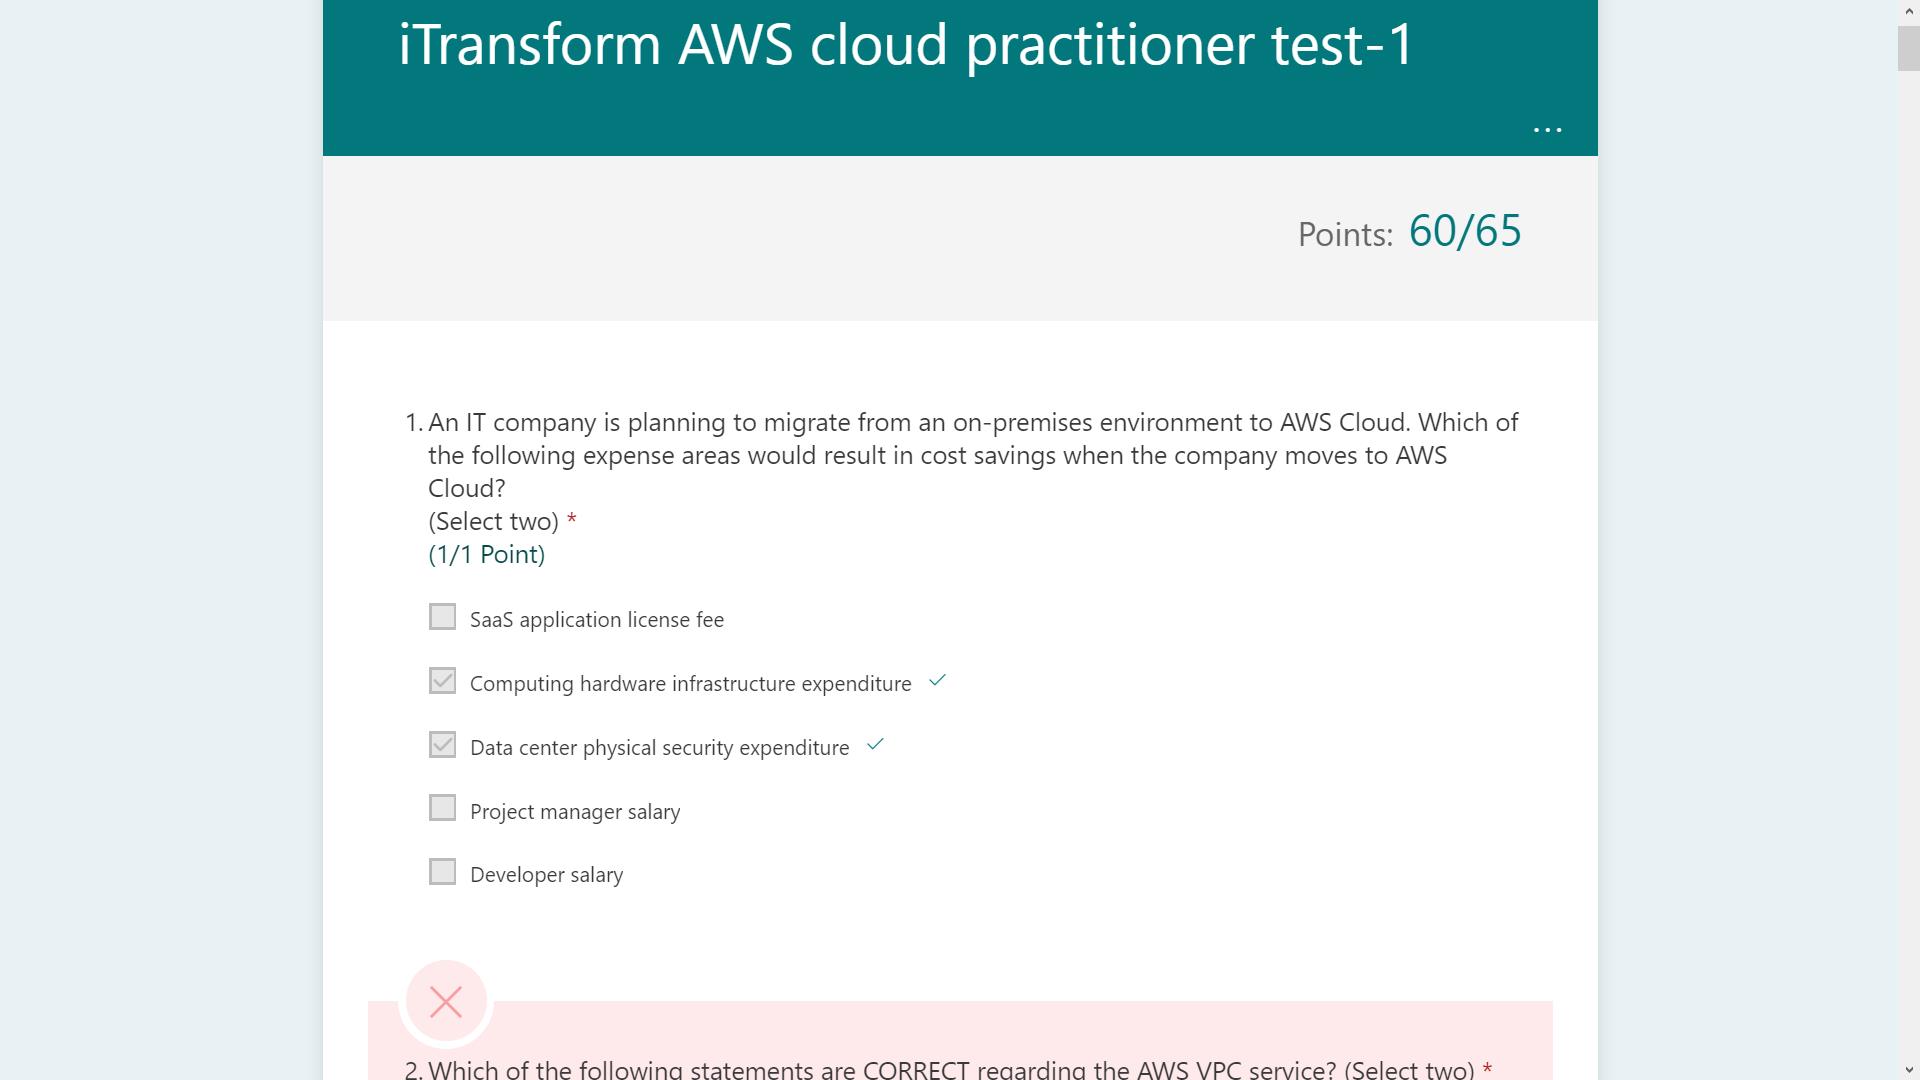 iTransform AWS cloud practitioner test-1
...
Points: 60/65
1. An IT company is planning to migrate from an on-premises environment to AWS Cloud. Which of
the following expense areas would result in cost savings when the company moves to AWS
Cloud?
(Select two) *
(1/1 Point)
SaaS application license fee
Computing hardware infrastructure expenditure
Data center physical security expenditure
Project manager salary
Developer salary
2. Which of the following statements are CORRECT regarding the AWS VPC service? (Select two) *